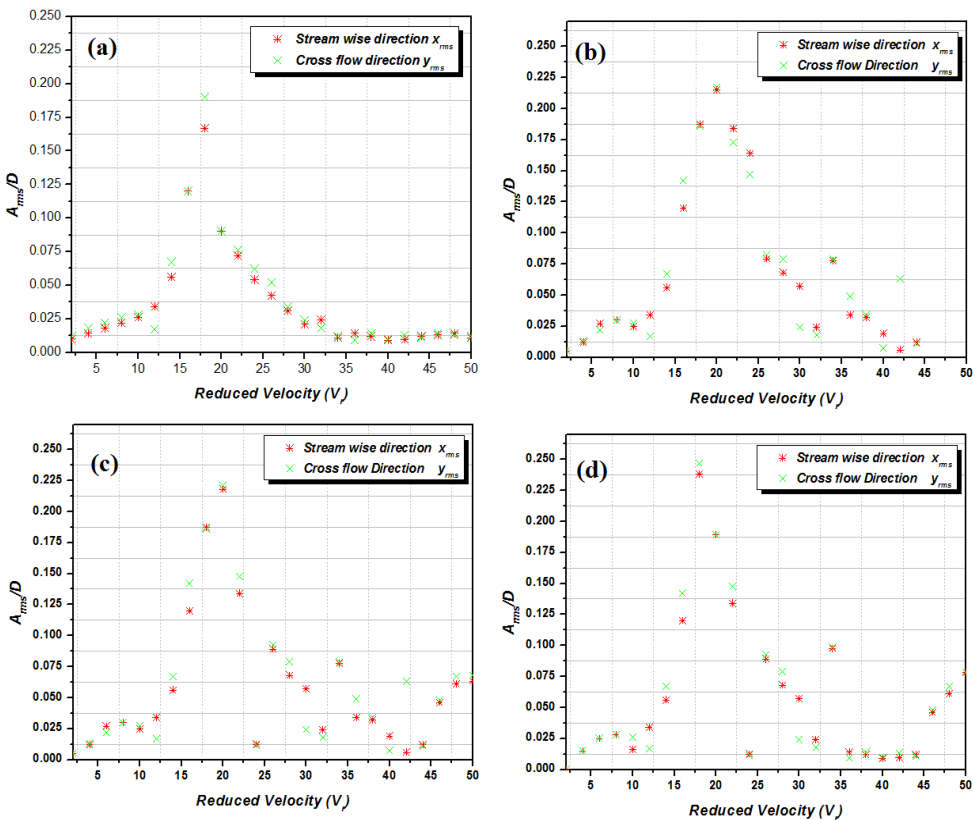 (a)
Stream wise direction x_rms
Cross flow direction y_rms
0.250
0.225
0.200
0.175
0.150
0.125
0.100
0.075
0.050
0.025
0.000
A_rms/D
5 10 15 20 25 30 35 40 45 50
Reduced Velocity (V_r)
(b)
Stream wise direction x_rms
Cross flow Direction y_rms
0.250
0.225
0.200
0.175
0.150
0.125
0.100
0.075
0.050
0.025
0.000
A_rms/D
5 10 15 20 25 30 35 40 45 50
Reduced Velocity (V_r)
(c)
Stream wise direction x_rms
Cross flow Direction y_rms
0.250
0.225
0.200
0.175
0.150
0.125
0.100
0.075
0.050
0.025
0.000
A_rms/D
5 10 15 20 25 30 35 40 45 50
Reduced Velocity (V_r)
(d)
Stream wise direction x_rms
Cross flow Direction y_rms
0.250
0.225
0.200
0.175
0.150
0.125
0.100
0.075
0.050
0.025
0.000
A_rms/D
5 10 15 20 25 30 35 40 45 50
Reduced Velocity (V_r)